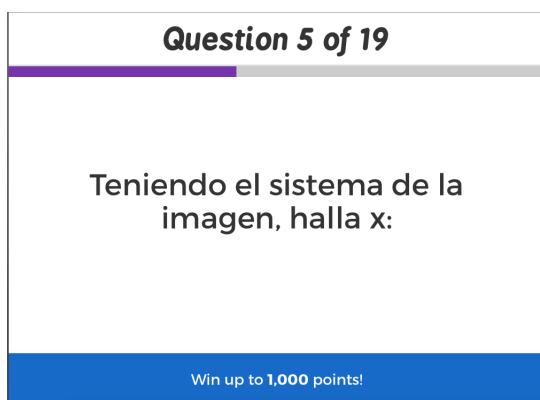 Question 5 of 19
Teniendo el sistema de la
imagen, halla x:
Win up to 1,000 points!